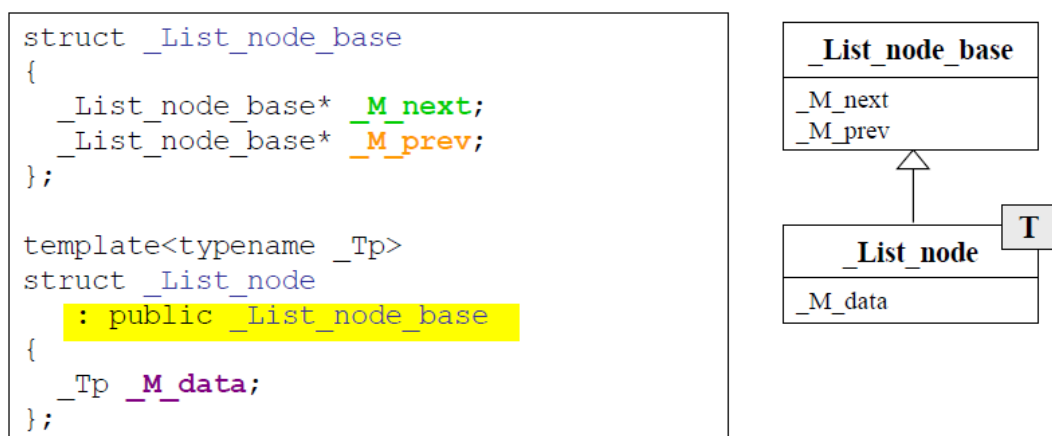 struct _List_node_base
{
  _List_node_base* _M_next;
  _List_node_base* _M_prev;
};

template<typename _Tp>
struct _List_node
   : public _List_node_base
{
  _Tp _M_data;
};
_List_node_base
_M_next
_M_prev
T
_List_node
_M_data